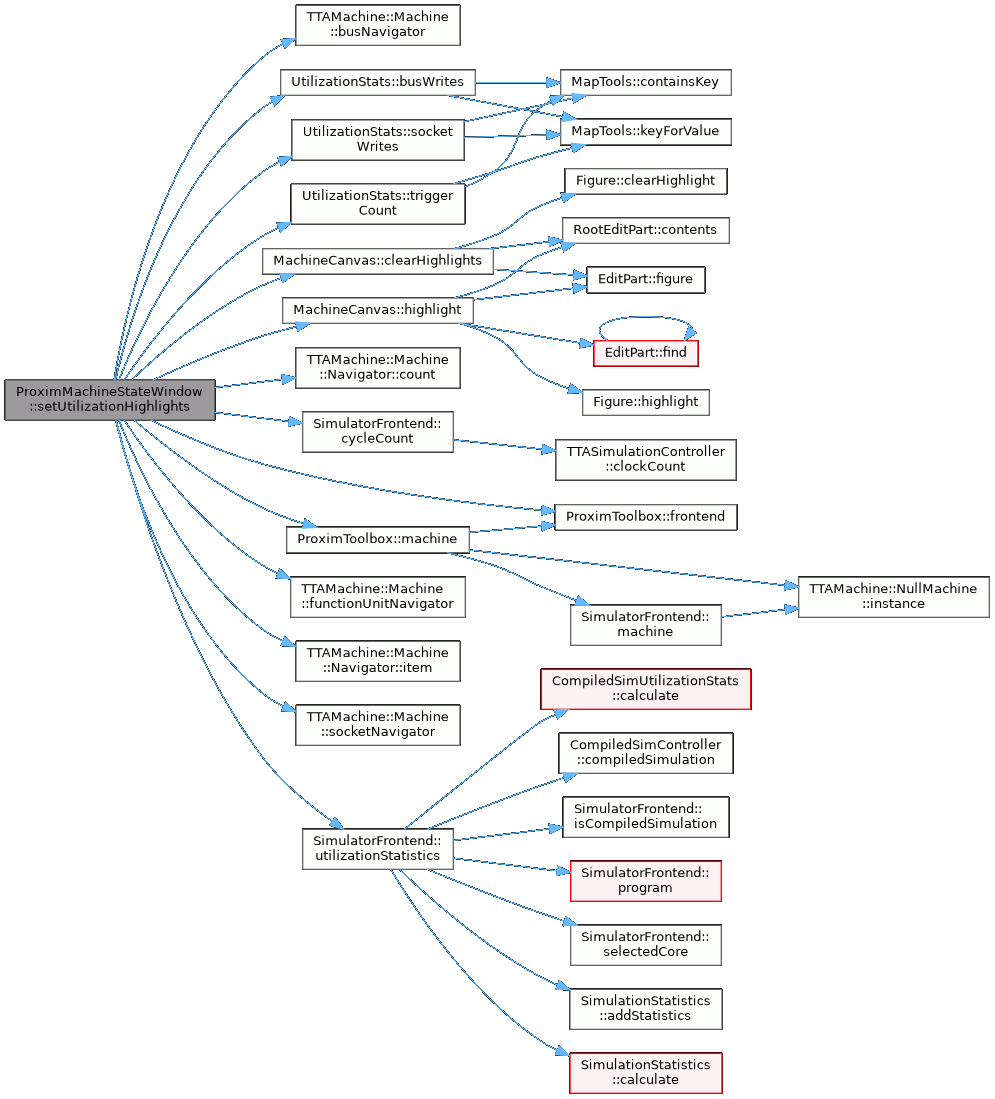 TTAMachine::Machine
::busNavigator
UtilizationStats::busWrites
MapTools::containsKey
UtilizationStats::socket
Writes
MapTools::keyForValue
UtilizationStats::trigger
Count
Figure::clearHighlight
RootEditPart::contents
MachineCanvas::clearHighlights
EditPart::figure
MachineCanvas::highlight
EditPart::find
TTAMachine::Machine
::Navigator::count
Figure::highlight
ProximMachineStateWindow
::setUtilizationHighlights
SimulatorFrontend::
cycleCount
TTASimulationController
::clockCount
ProximToolbox::frontend
ProximToolbox::machine
TTAMachine::Machine
::functionUnitNavigator
TTAMachine::NullMachine
::instance
SimulatorFrontend::
machine
TTAMachine::Machine
::Navigator::item
CompiledSimUtilizationStats
::calculate
TTAMachine::Machine
::socketNavigator
CompiledSimController
::compiledSimulation
SimulatorFrontend::
isCompiledSimulation
SimulatorFrontend::
utilizationStatistics
SimulatorFrontend::
program
SimulatorFrontend::
selectedCore
SimulationStatistics
::addStatistics
SimulationStatistics
::calculate